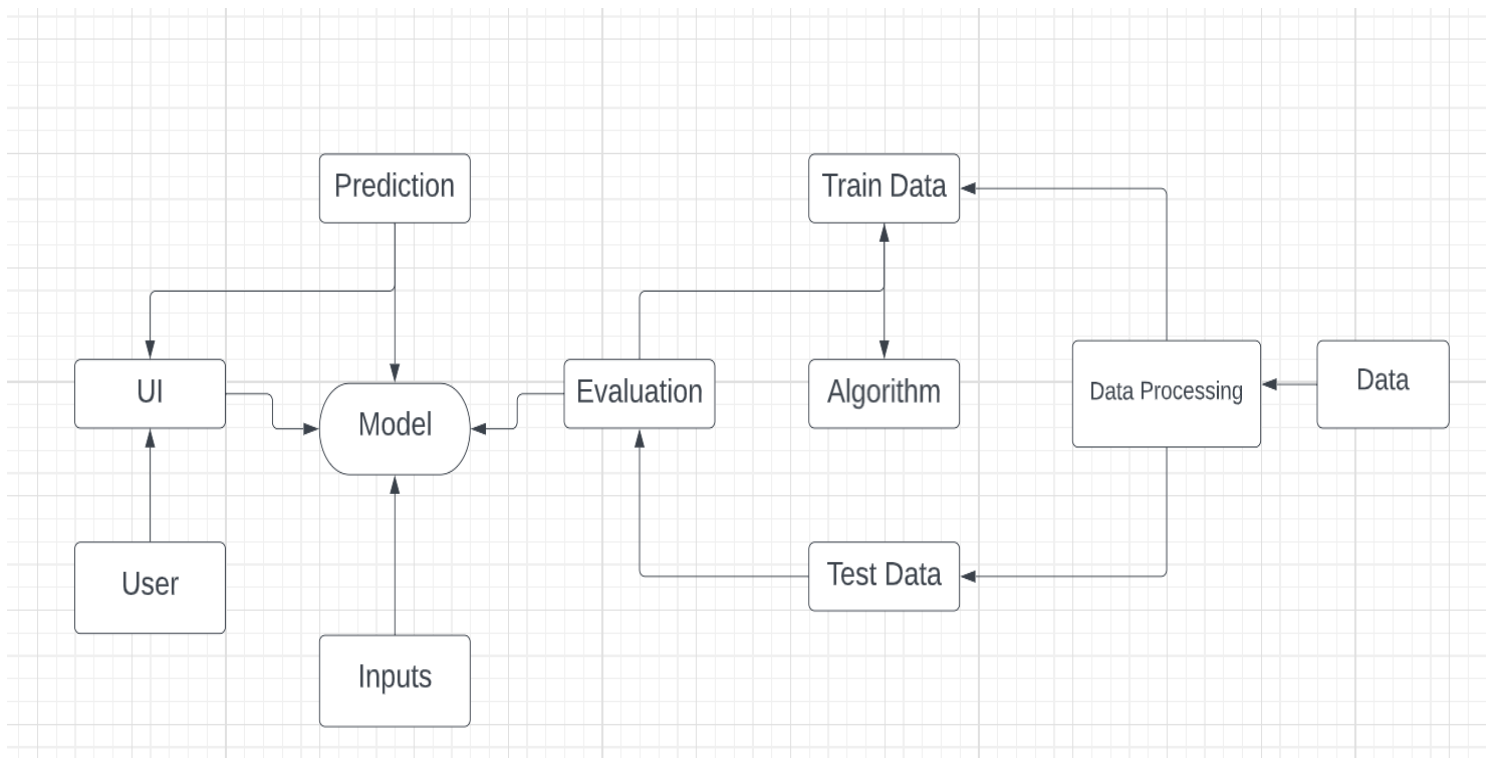 Prediction
Train Data
UI
Model
Evaluation
Algorithm
Data Processing
Data
User
Test Data
Inputs